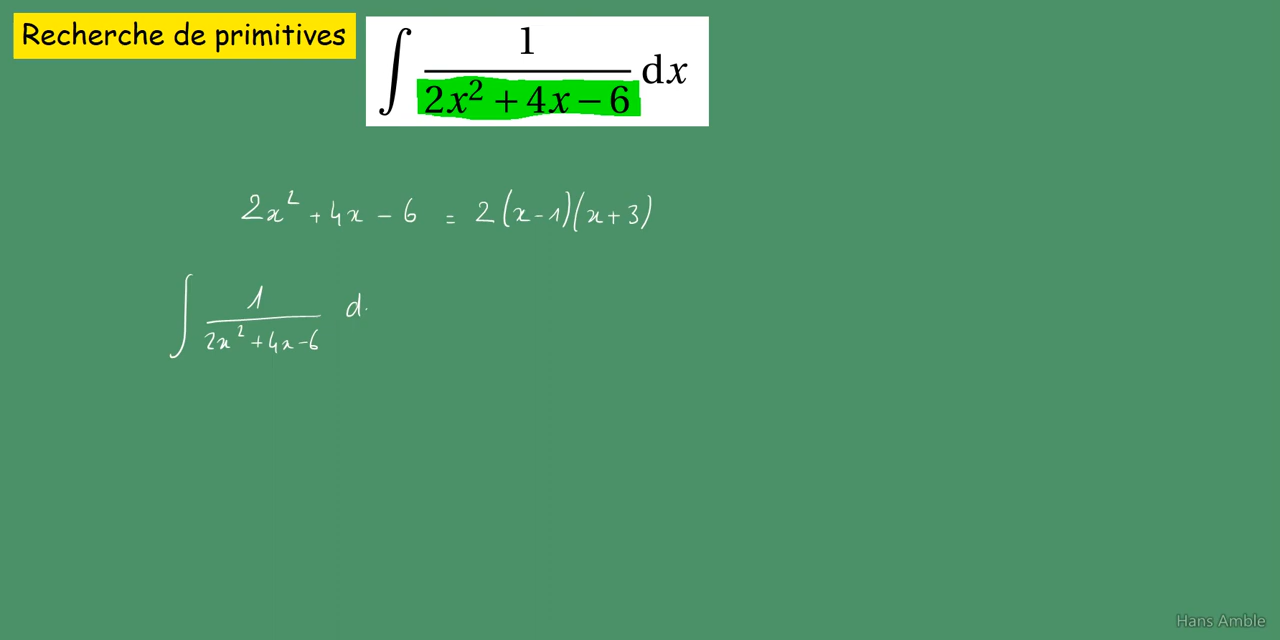 Recherche de primitives
∫ 1/(2x² + 4x − 6) dx
2x² + 4x − 6 = 2(x − 1)(x + 3)
∫ 1/(2x² + 4x − 6) d
Hans Amble